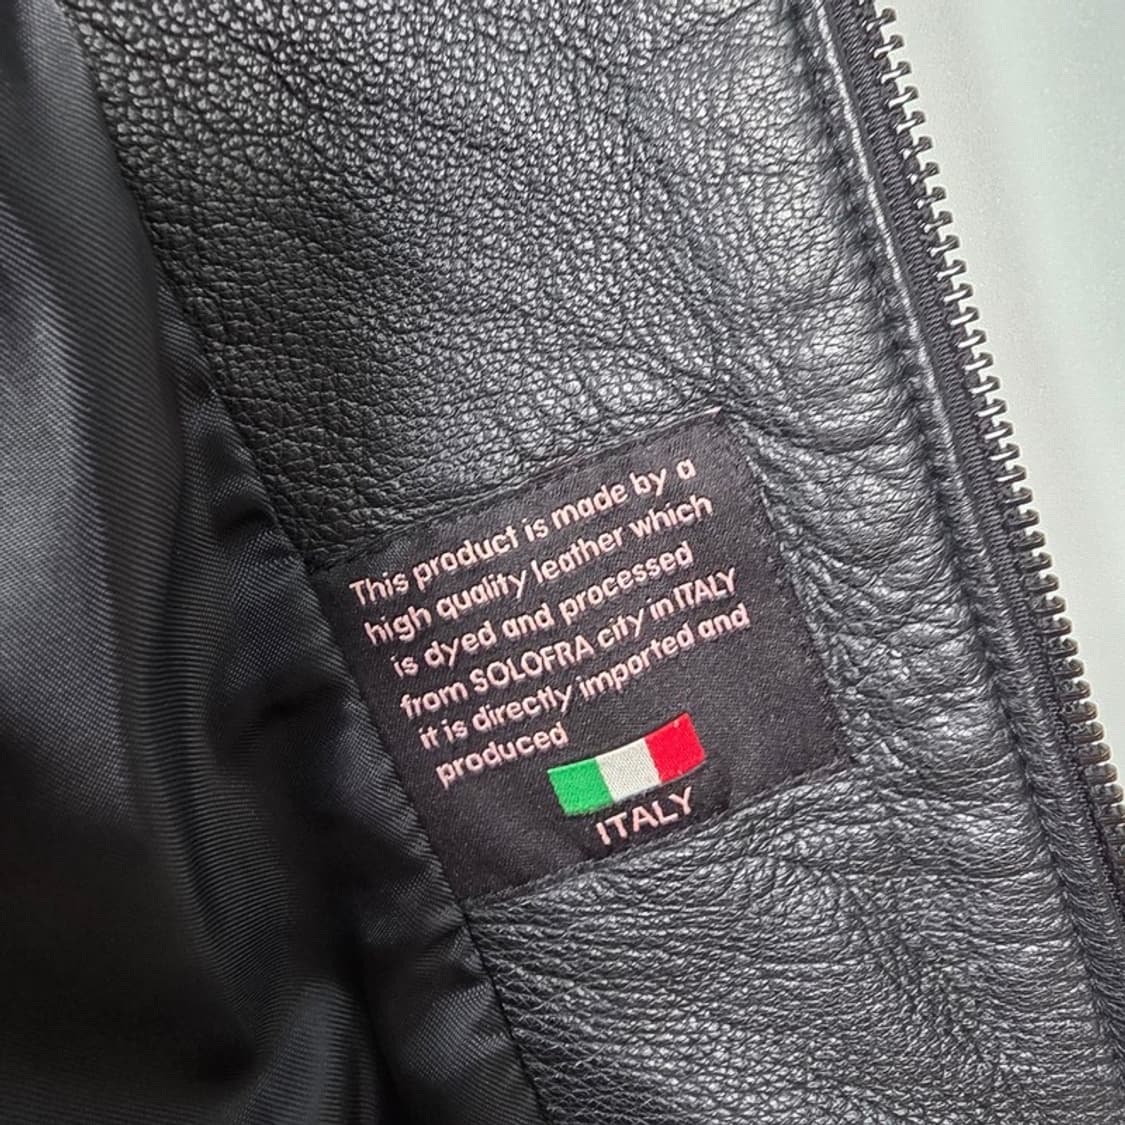 This product is made by a
high quality leather which
is dyed and processed
from SOLOFRA city in ITALY
it is directly imported and
produced
ITALY